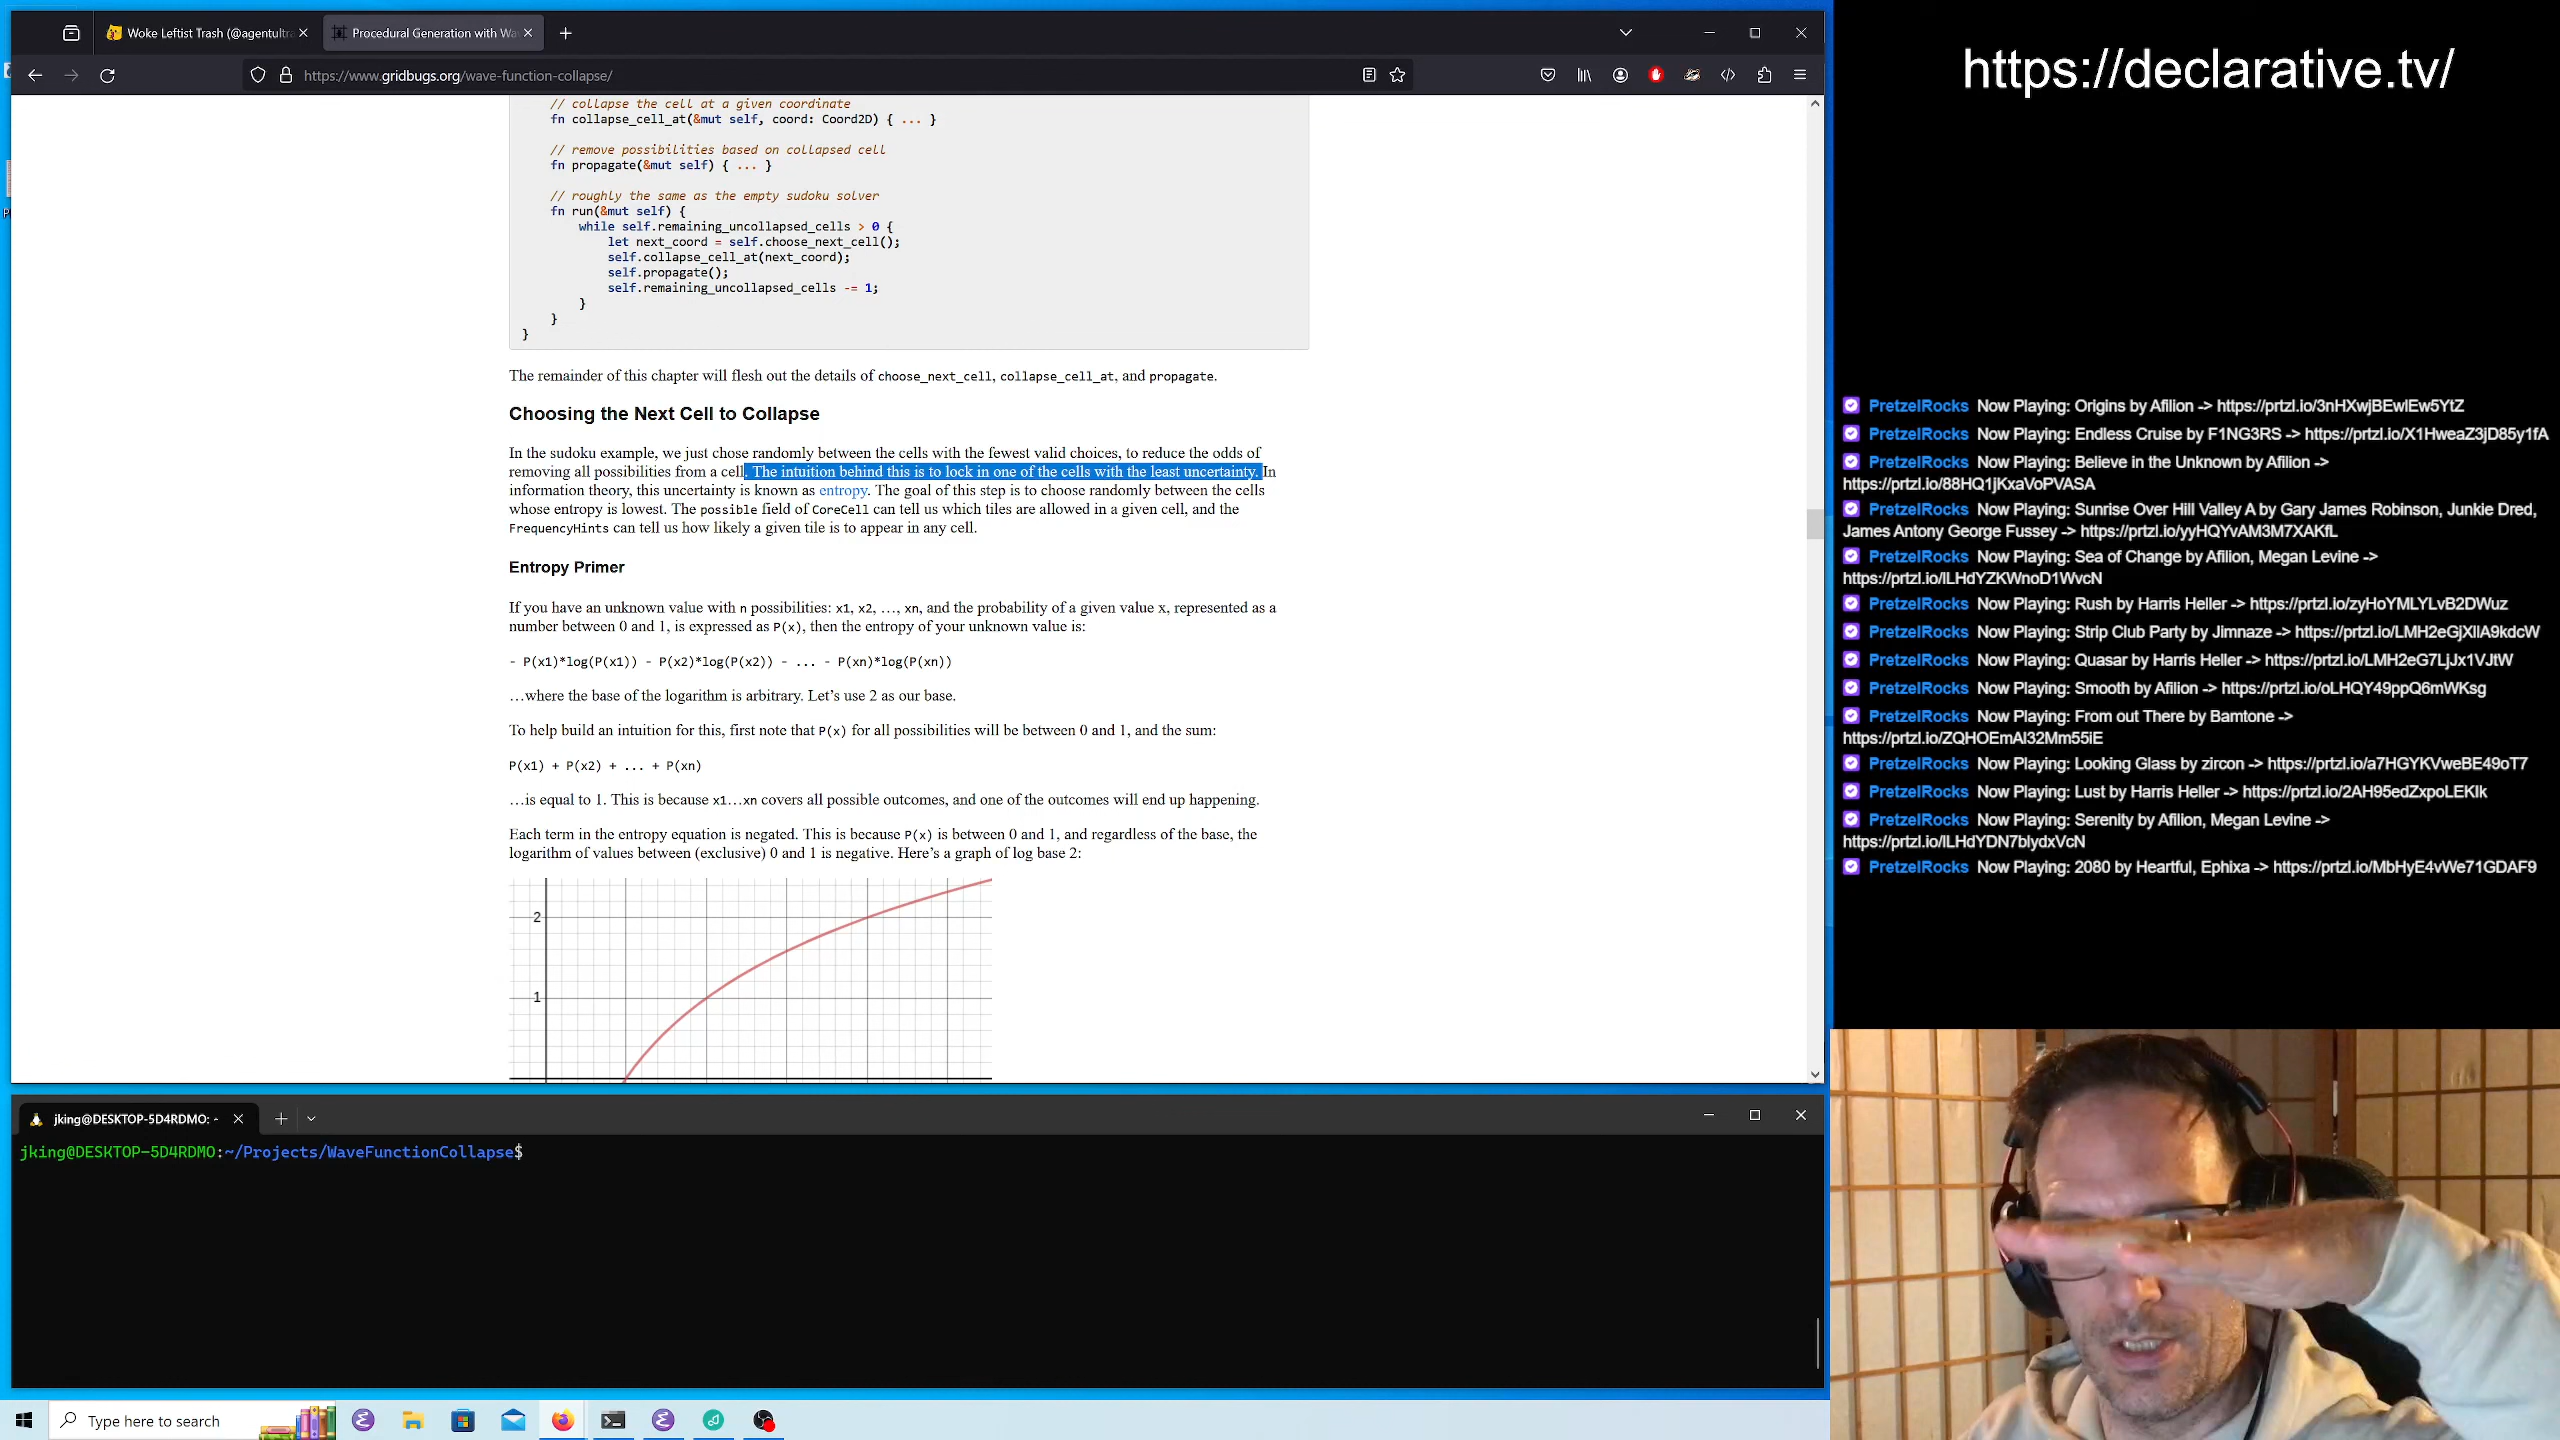 Woke Leftist Trash (@agentultra
Procedural Generation with Wa
https://www.gridbugs.org/wave-function-collapse/
// collapse the cell at a given coordinate
fn collapse_cell_at(&mut self, coord: Coord2D) { ... }
// remove possibilities based on collapsed cell
fn propagate(&mut self) { ... }
// roughly the same as the empty sudoku solver
fn run(&mut self) {
while self.remaining_uncollapsed_cells > 0 {
let next_coord = self.choose_next_cell();
self.collapse_cell_at(next_coord);
self.propagate();
self.remaining_uncollapsed_cells -= 1;
}
}
}
The remainder of this chapter will flesh out the details of choose_next_cell, collapse_cell_at, and propagate.
Choosing the Next Cell to Collapse
In the sudoku example, we just chose randomly between the cells with the fewest valid choices, to reduce the odds of
removing all possibilities from a cell. The intuition behind this is to lock in one of the cells with the least uncertainty. In
information theory, this uncertainty is known as entropy. The goal of this step is to choose randomly between the cells
whose entropy is lowest. The possible field of CoreCell can tell us which tiles are allowed in a given cell, and the
FrequencyHints can tell us how likely a given tile is to appear in any cell.
Entropy Primer
If you have an unknown value with n possibilities: x1, x2, …, xn, and the probability of a given value x, represented as a
number between 0 and 1, is expressed as P(x), then the entropy of your unknown value is:
- P(x1)*log(P(x1)) - P(x2)*log(P(x2)) - ... - P(xn)*log(P(xn))
…where the base of the logarithm is arbitrary. Let’s use 2 as our base.
To help build an intuition for this, first note that P(x) for all possibilities will be between 0 and 1, and the sum:
P(x1) + P(x2) + ... + P(xn)
…is equal to 1. This is because x1…xn covers all possible outcomes, and one of the outcomes will end up happening.
Each term in the entropy equation is negated. This is because P(x) is between 0 and 1, and regardless of the base, the
logarithm of values between (exclusive) 0 and 1 is negative. Here’s a graph of log base 2:
2
1
jking@DESKTOP-5D4RDMO: ~
jking@DESKTOP-5D4RDMO:~/Projects/WaveFunctionCollapse$
Type here to search
https://declarative.tv/
PretzelRocks Now Playing: Origins by Afilion -> https://prtzl.io/3nHXwjBEwlEw5YtZ
PretzelRocks Now Playing: Endless Cruise by F1NG3RS -> https://prtzl.io/X1HweaZ3jD85y1fA
PretzelRocks Now Playing: Believe in the Unknown by Afilion ->
https://prtzl.io/88HQ1jKxaVoPVASA
PretzelRocks Now Playing: Sunrise Over Hill Valley A by Gary James Robinson, Junkie Dred,
James Antony George Fussey -> https://prtzl.io/yyHQYvAM3M7XAKfL
PretzelRocks Now Playing: Sea of Change by Afilion, Megan Levine ->
https://prtzl.io/lLHdYZKWnoD1WvcN
PretzelRocks Now Playing: Rush by Harris Heller -> https://prtzl.io/zyHoYMLYLvB2DWuz
PretzelRocks Now Playing: Strip Club Party by Jimnaze -> https://prtzl.io/LMH2eGjXllA9kdcW
PretzelRocks Now Playing: Quasar by Harris Heller -> https://prtzl.io/LMH2eG7LjJx1VJtW
PretzelRocks Now Playing: Smooth by Afilion -> https://prtzl.io/oLHQY49ppQ6mWKsg
PretzelRocks Now Playing: From out There by Bamtone ->
https://prtzl.io/ZQHOEmAl32Mm55iE
PretzelRocks Now Playing: Looking Glass by zircon -> https://prtzl.io/a7HGYKVweBE49oT7
PretzelRocks Now Playing: Lust by Harris Heller -> https://prtzl.io/2AH95edZxpoLEKIk
PretzelRocks Now Playing: Serenity by Afilion, Megan Levine ->
https://prtzl.io/lLHdYDN7blydxVcN
PretzelRocks Now Playing: 2080 by Heartful, Ephixa -> https://prtzl.io/MbHyE4vWe71GDAF9